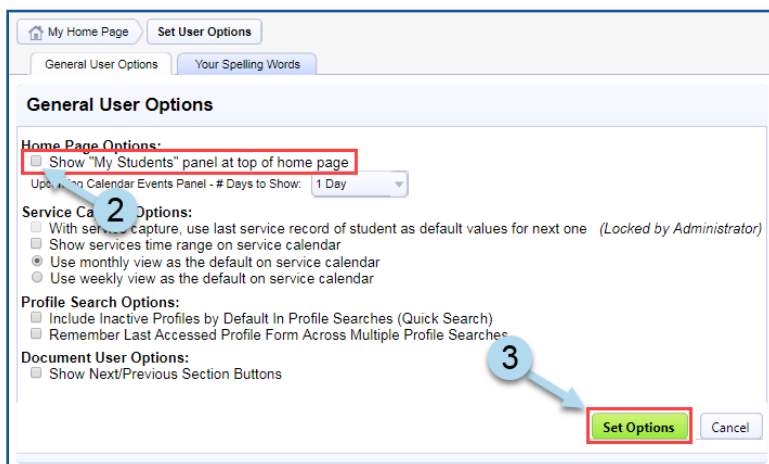 My Home Page Set User Options
General User Options Your Spelling Words
General User Options
Home Page Options:
Show "My Students" panel at top of home page
Upcoming Calendar Events Panel - # Days to Show: 1 Day
2
Service Capture Options:
With service capture, use last service record of student as default values for next one (Locked by Administrator)
Show services time range on service calendar
Use monthly view as the default on service calendar
Use weekly view as the default on service calendar
Profile Search Options:
Include Inactive Profiles by Default In Profile Searches (Quick Search)
Remember Last Accessed Profile Form Across Multiple Profile Searches
3
Document User Options:
Show Next/Previous Section Buttons
Set Options Cancel